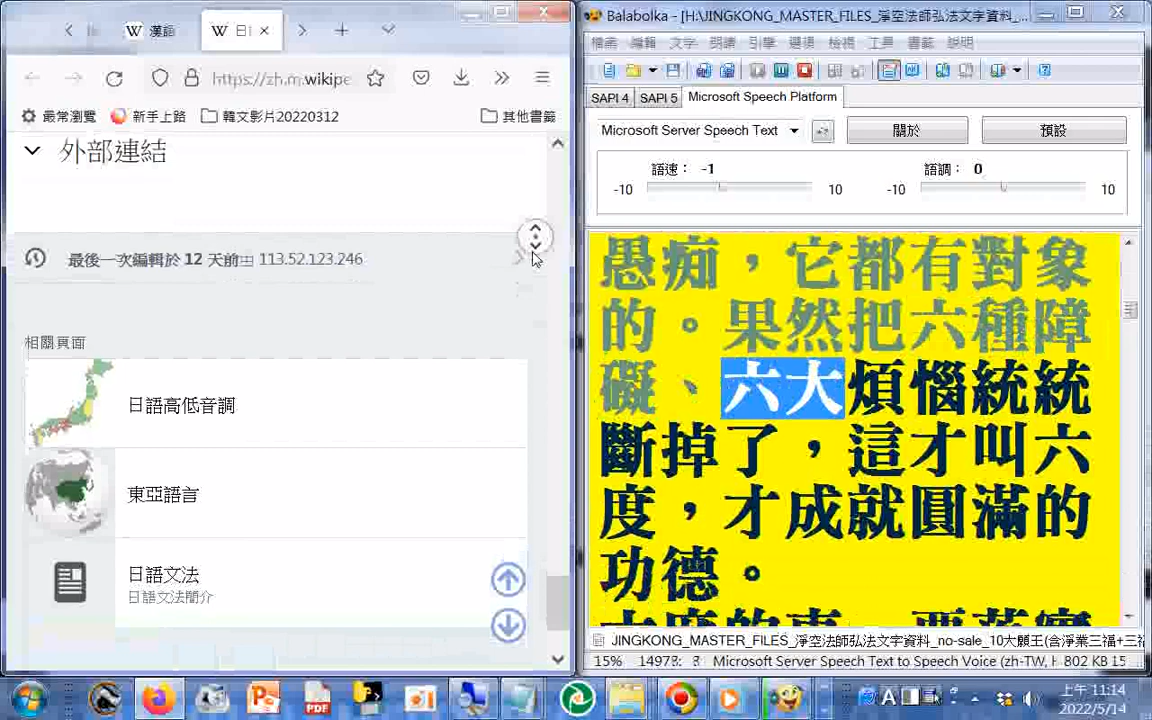 漢語
日
https://zh.m.wikipe
最常瀏覽
新手上路
韓文影片20220312
其他書籤
外部連結
最後一次編輯於 12 天前由 113.52.123.246
相關頁面
日語高低音調
東亞語言
日語文法
日語文法簡介
Balabolka - [H:\JINGKONG_MASTER_FILES_淨空法師弘法文字資料_...
檔案 編輯 文字 朗讀 引擎 選項 檢視 工具 書籤 說明
SAPI 4
SAPI 5
Microsoft Speech Platform
Microsoft Server Speech Text
關於
預設
語速： -1
語調： 0
-10
10
-10
10
愚痴，它都有對象
的。果然把六種障
礙、六大煩惱統統
斷掉了，這才叫六
度，才成就圓滿的
功德。
JINGKONG_MASTER_FILES_淨空法師弘法文字資料_no-sale_10大願王(含淨業三福+三福
15%
Microsoft Server Speech Text to Speech Voice (zh-TW, H
802 KB
上午 11:14
2022/5/14